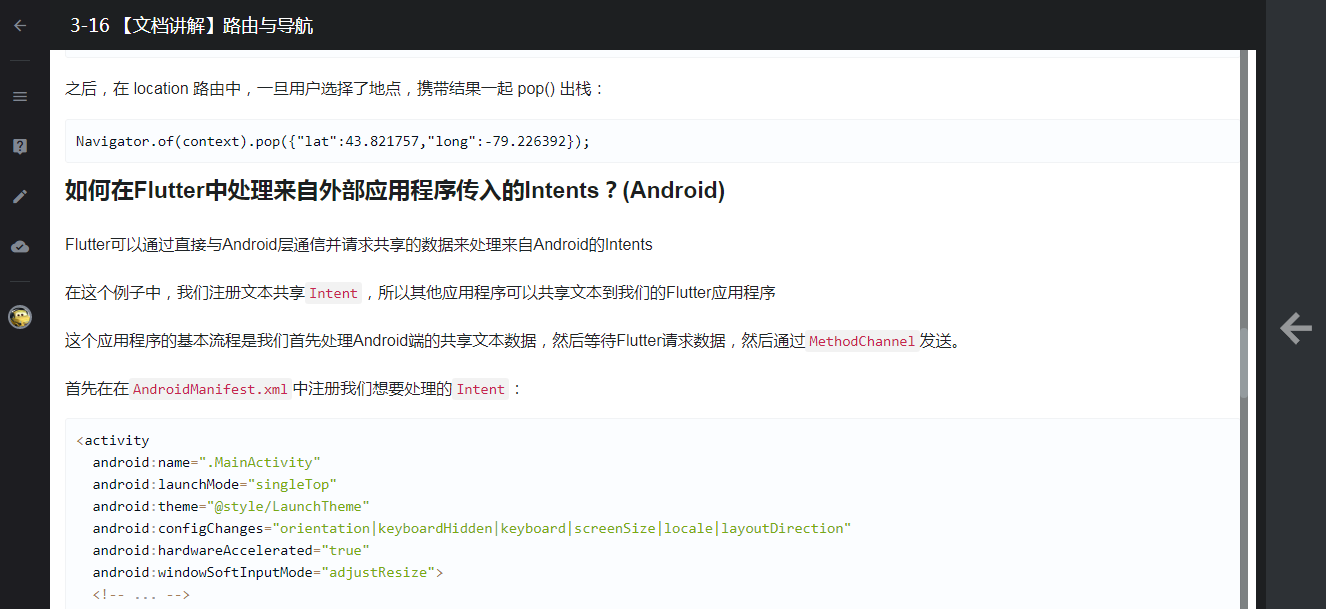 3-16 【文档讲解】路由与导航
之后，在 location 路由中，一旦用户选择了地点，携带结果一起 pop() 出栈：
Navigator.of(context).pop({"lat":43.821757,"long":-79.226392});
如何在Flutter中处理来自外部应用程序传入的Intents？(Android)
Flutter可以通过直接与Android层通信并请求共享的数据来处理来自Android的Intents
在这个例子中，我们注册文本共享 Intent ，所以其他应用程序可以共享文本到我们的Flutter应用程序
这个应用程序的基本流程是我们首先处理Android端的共享文本数据，然后等待Flutter请求数据，然后通过 MethodChannel 发送。
首先在在 AndroidManifest.xml 中注册我们想要处理的 Intent ：
<activity
android:name=".MainActivity"
android:launchMode="singleTop"
android:theme="@style/LaunchTheme"
android:configChanges="orientation|keyboardHidden|keyboard|screenSize|locale|layoutDirection"
android:hardwareAccelerated="true"
android:windowSoftInputMode="adjustResize">
<!-- ... -->